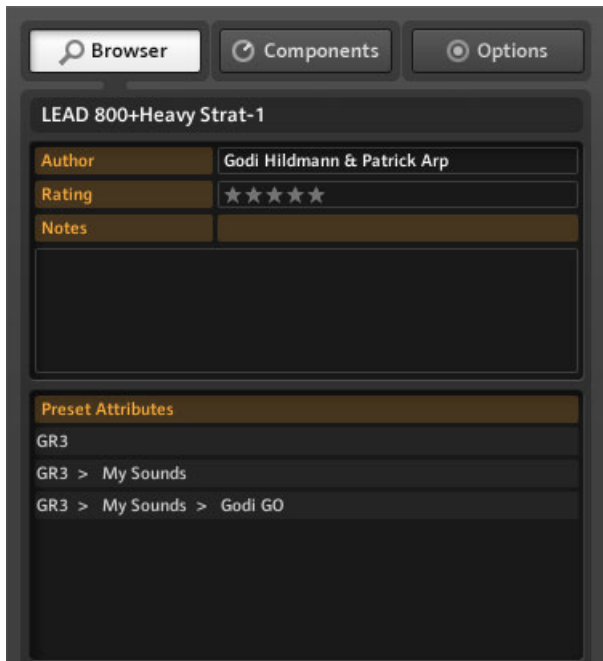 Browser Components Options
LEAD 800+Heavy Strat-1
Author Godi Hildmann & Patrick Arp
Rating
Notes
Preset Attributes
GR3
GR3 > My Sounds
GR3 > My Sounds > Godi GO